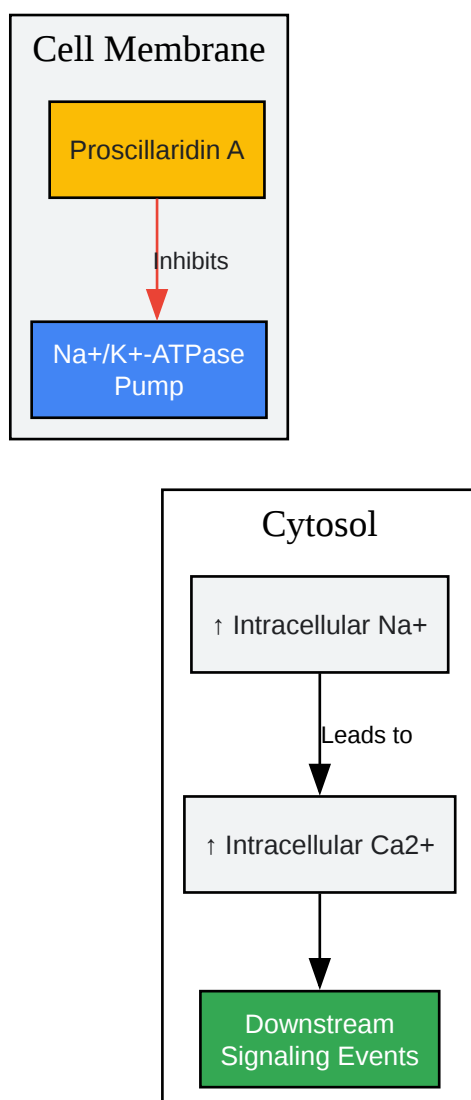 Cell Membrane
Proscillaridin A
Inhibits
Na+/K+-ATPase
Pump
Cytosol
↑ Intracellular Na+
Leads to
↑ Intracellular Ca2+
Downstream
Signaling Events